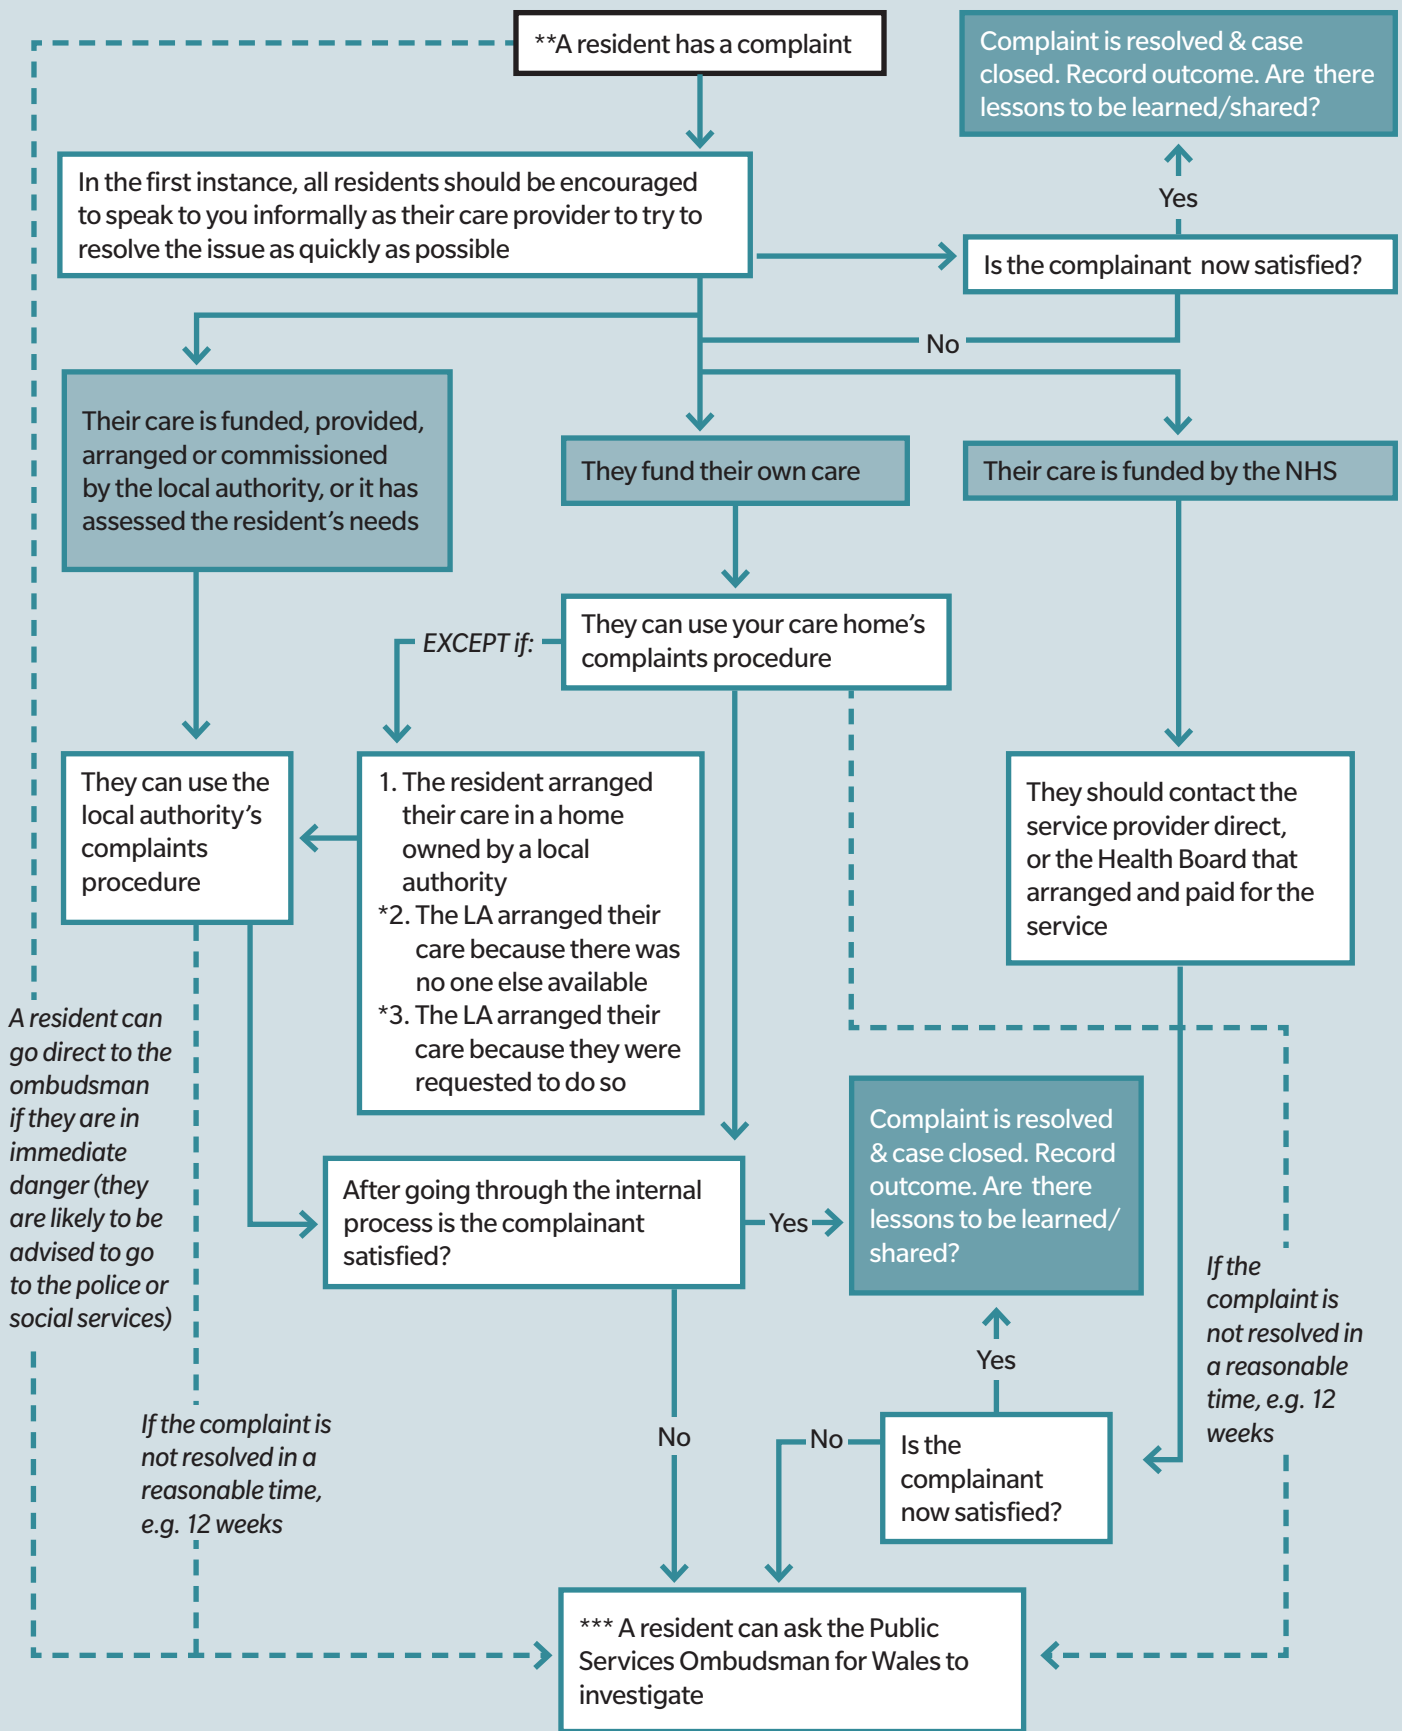 **A resident has a complaint
Complaint is resolved & case
closed. Record outcome. Are there
lessons to be learned/shared?
In the first instance, all residents should be encouraged
to speak to you informally as their care provider to try to
resolve the issue as quickly as possible
Yes
Is the complainant now satisfied?
No
Their care is funded, provided,
arranged or commissioned
by the local authority, or it has
assessed the resident’s needs
They fund their own care
Their care is funded by the NHS
EXCEPT if:
They can use your care home’s
complaints procedure
They can use the
local authority’s
complaints
procedure
1. The resident arranged
their care in a home
owned by a local
authority
*2. The LA arranged their
care because there was
no one else available
*3. The LA arranged their
care because they were
requested to do so
They should contact the
service provider direct,
or the Health Board that
arranged and paid for the
service
A resident can
go direct to the
ombudsman
if they are in
immediate
danger (they
are likely to be
advised to go
to the police or
social services)
After going through the internal
process is the complainant
satisfied?
Yes
Complaint is resolved
& case closed. Record
outcome. Are there
lessons to be learned/
shared?
If the
complaint is
not resolved in
a reasonable
time, e.g. 12
weeks
Yes
If the complaint is
not resolved in a
reasonable time,
e.g. 12 weeks
No
No
Is the
complainant
now satisfied?
*** A resident can ask the Public
Services Ombudsman for Wales to
investigate